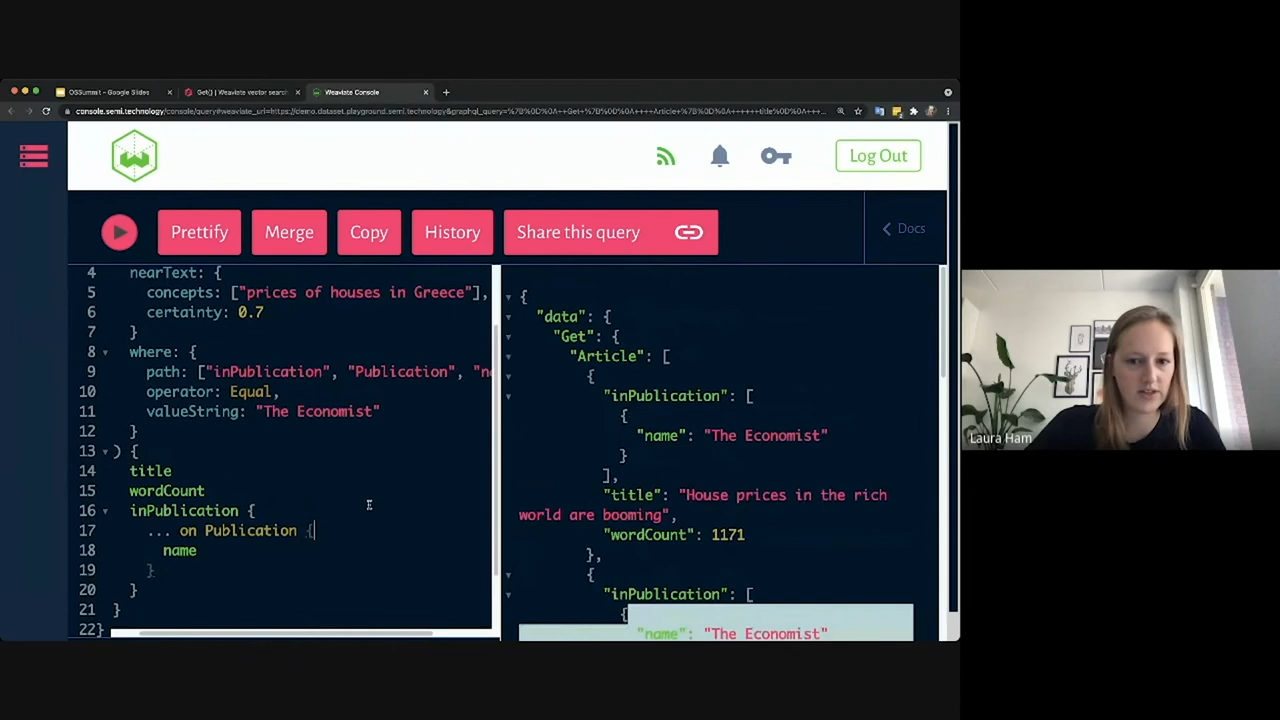 OSSummit - Google Slides
Get{} | Weaviate vector search
Weaviate Console
Log Out
Prettify
Merge
Copy
History
Share this query
Docs
4 nearText: {
5 concepts: ["prices of houses in Greece"],
6 certainty: 0.7
7 }
8 where: {
9 path: ["inPublication", "Publication", "n
10 operator: Equal,
11 valueString: "The Economist"
12 }
13 ) {
14 title
15 wordCount
16 inPublication {
17 ... on Publication {
18 name
19 }
20 }
21 }
22 }
{
"data": {
"Get": {
"Article": [
{
"inPublication": [
{
"name": "The Economist"
}
],
"title": "House prices in the rich
world are booming",
"wordCount": 1171
},
{
"inPublication": [
{
"name": "The Economist"
Laura Ham